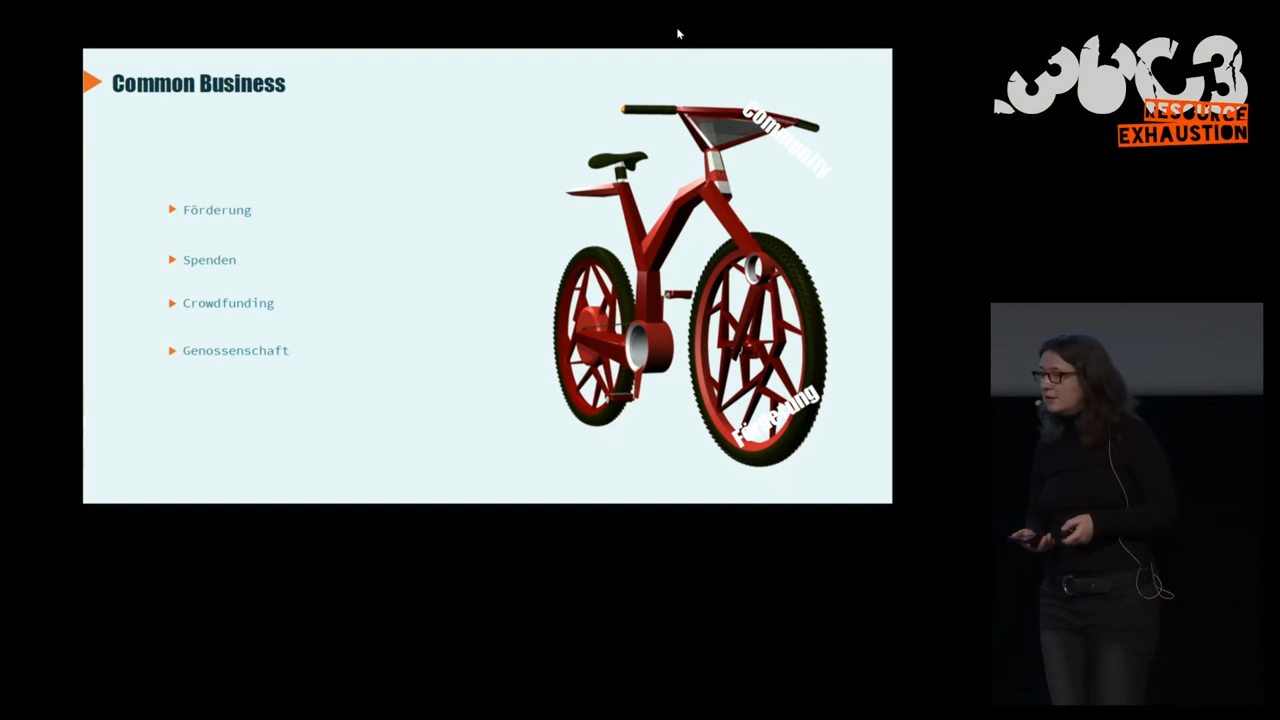 Common Business
Förderung
Spenden
Crowdfunding
Genossenschaft
Community
Förderung
36C3
RESOURCE
EXHAUSTION